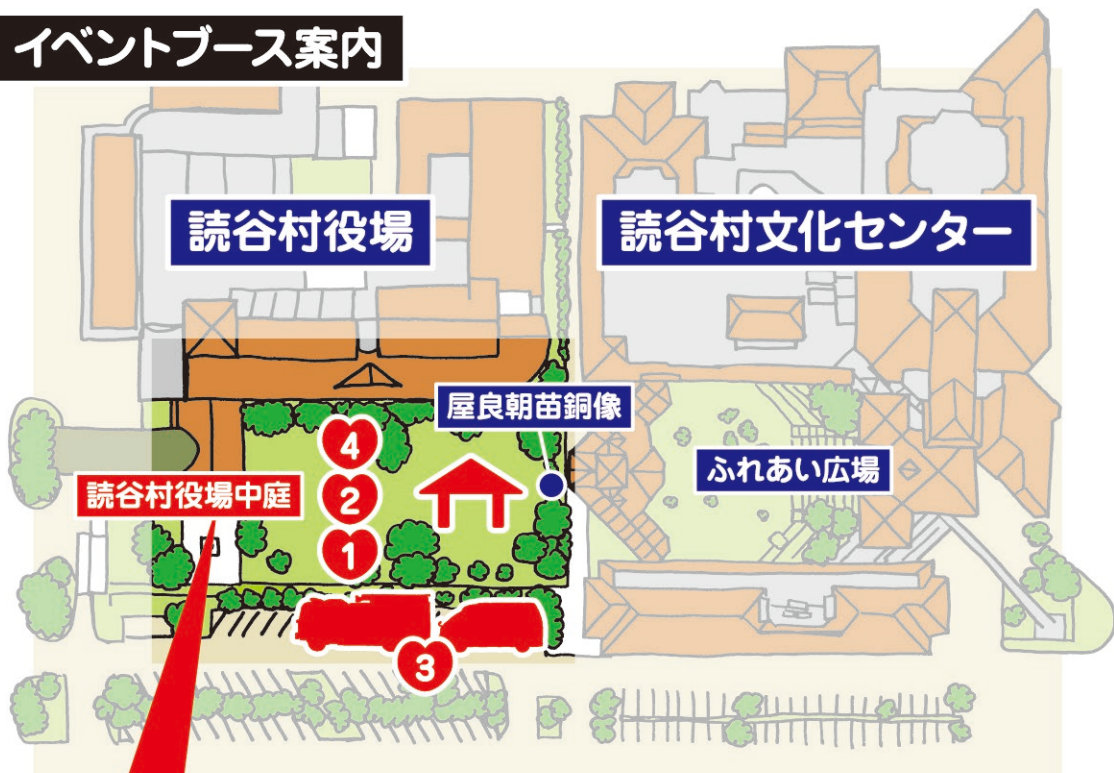 イベントブース案内
読谷村役場
読谷村文化センター
屋良朝苗銅像
4
ふれあい広場
読谷村役場中庭
2
1
3